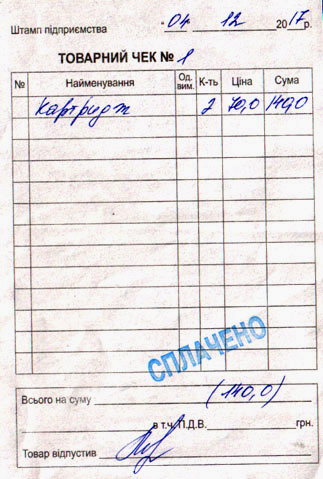 Штамп підприємства "04" 12 2017р.
ТОВАРНИЙ ЧЕК № 1
№ Найменування Од. вим. К-ть Ціна Сума
Картридж 2 70,0 140,0
СПЛАЧЕНО
Всього на суму (140,0)
в т.ч. П.Д.В. грн.
Товар відпустив